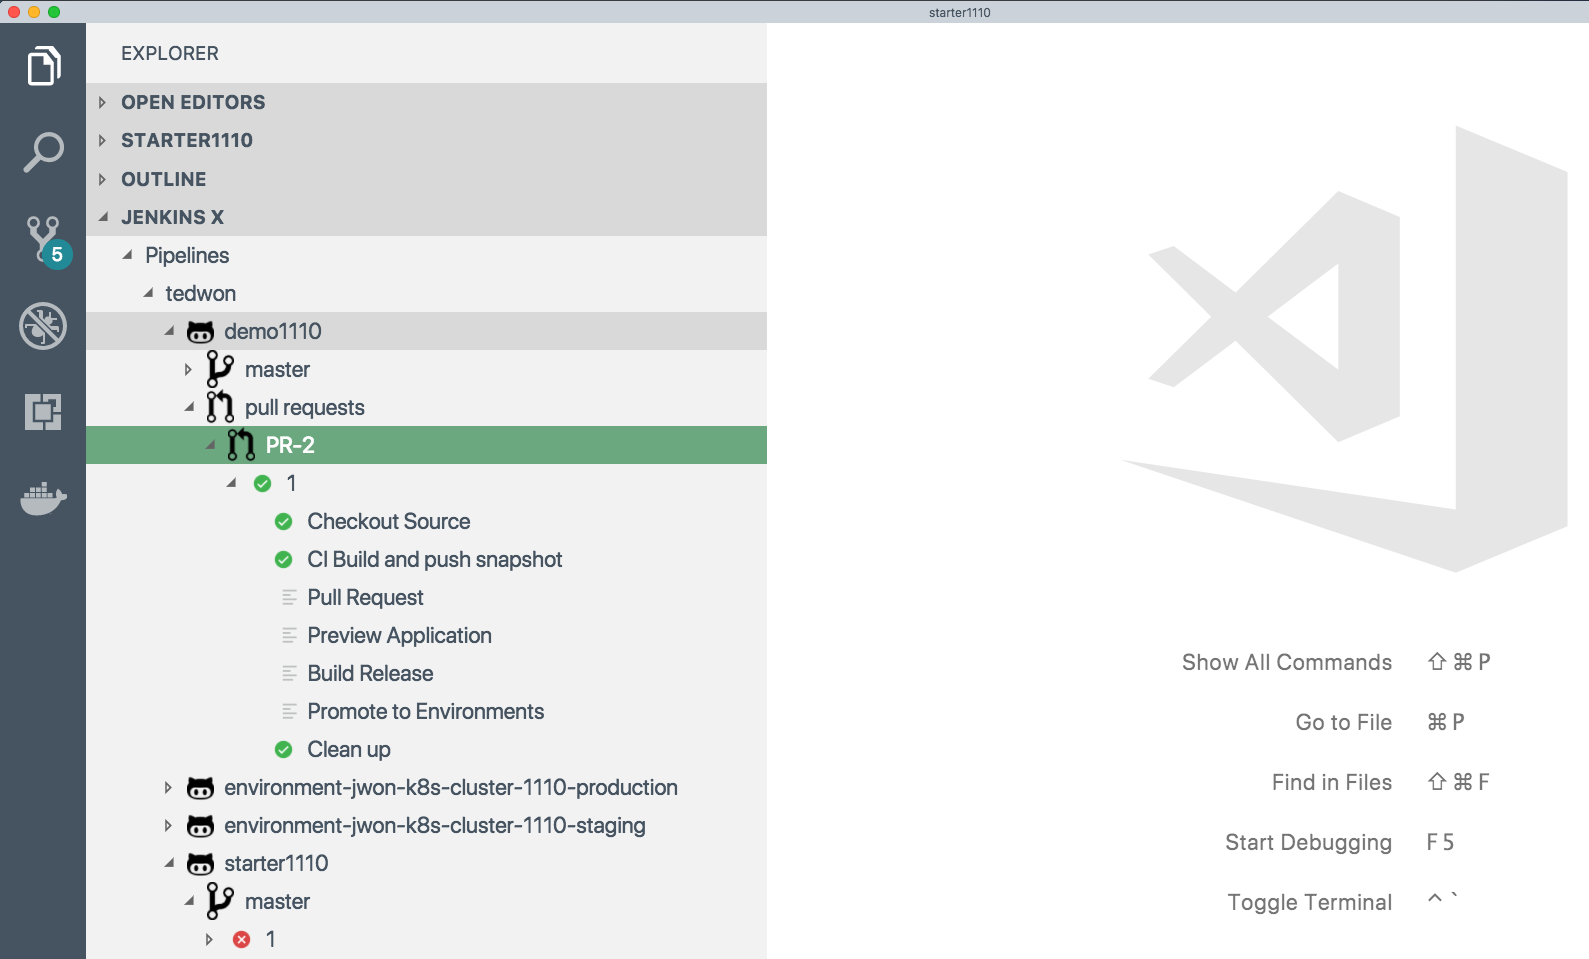 starter1110
EXPLORER
OPEN EDITORS
STARTER1110
OUTLINE
JENKINS X
Pipelines
tedwon
demo1110
master
pull requests
PR-2
1
Checkout Source
CI Build and push snapshot
Pull Request
Preview Application
Build Release
Promote to Environments
Clean up
environment-jwon-k8s-cluster-1110-production
environment-jwon-k8s-cluster-1110-staging
starter1110
master
1
5
Show All Commands ⇧ ⌘ P
Go to File ⌘ P
Find in Files ⇧ ⌘ F
Start Debugging F5
Toggle Terminal ^ `